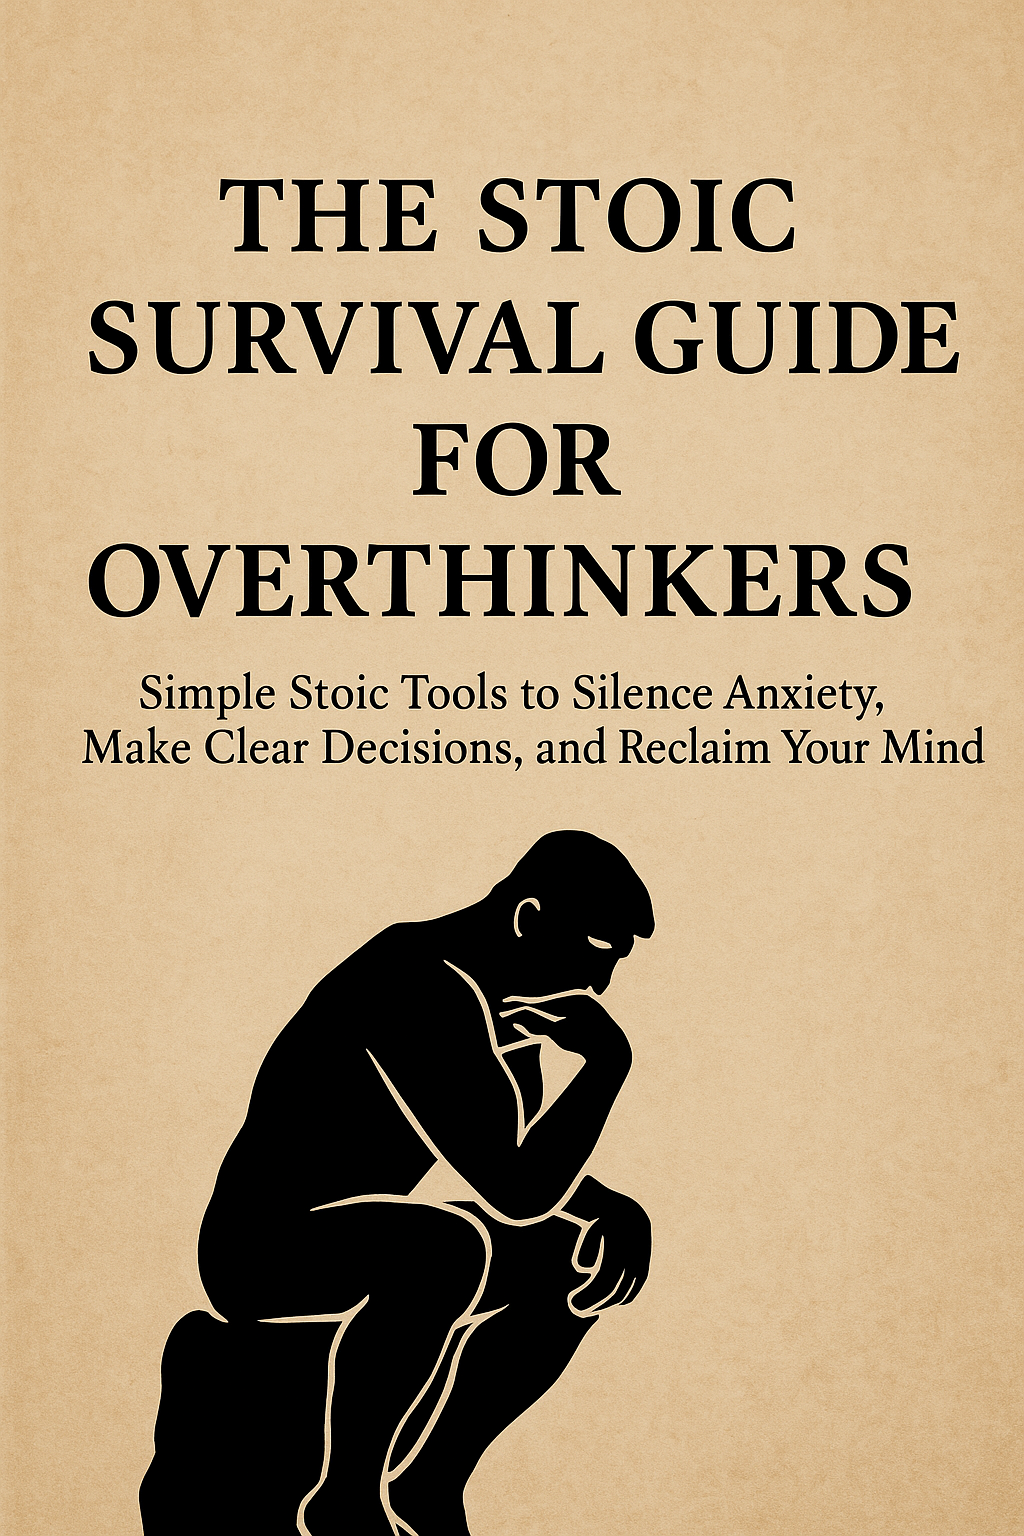 THE STOIC
SURVIVAL GUIDE
FOR
OVERTHINKERS
Simple Stoic Tools to Silence Anxiety,
Make Clear Decisions, and Reclaim Your Mind